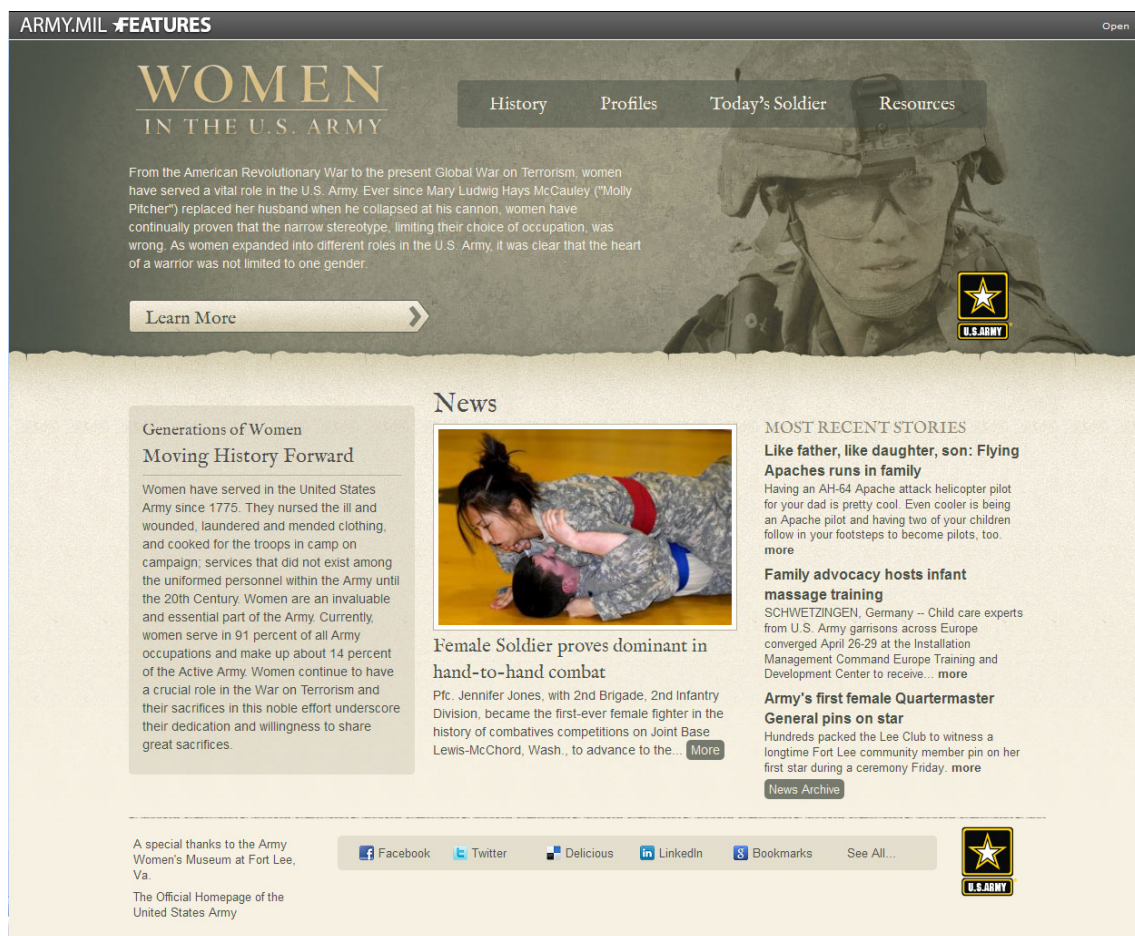 ARMY.MIL FEATURES
Open
WOMEN
IN THE U.S. ARMY
History
Profiles
Today's Soldier
Resources
From the American Revolutionary War to the present Global War on Terrorism, women
have served a vital role in the U.S. Army. Ever since Mary Ludwig Hays McCauley ("Molly
Pitcher") replaced her husband when he collapsed at his cannon, women have
continually proven that the narrow stereotype, limiting their choice of occupation, was
wrong. As women expanded into different roles in the U.S. Army, it was clear that the heart
of a warrior was not limited to one gender.
Learn More
U.S.ARMY
Generations of Women
Moving History Forward
Women have served in the United States
Army since 1775. They nursed the ill and
wounded, laundered and mended clothing,
and cooked for the troops in camp on
campaign; services that did not exist among
the uniformed personnel within the Army until
the 20th Century. Women are an invaluable
and essential part of the Army. Currently,
women serve in 91 percent of all Army
occupations and make up about 14 percent
of the Active Army. Women continue to have
a crucial role in the War on Terrorism and
their sacrifices in this noble effort underscore
their dedication and willingness to share
great sacrifices.
News
Female Soldier proves dominant in
hand-to-hand combat
Pfc. Jennifer Jones, with 2nd Brigade, 2nd Infantry
Division, became the first-ever female fighter in the
history of combatives competitions on Joint Base
Lewis-McChord, Wash., to advance to the... More
MOST RECENT STORIES
Like father, like daughter, son: Flying
Apaches runs in family
Having an AH-64 Apache attack helicopter pilot
for your dad is pretty cool. Even cooler is being
an Apache pilot and having two of your children
follow in your footsteps to become pilots, too.
more
Family advocacy hosts infant
massage training
SCHWETZINGEN, Germany -- Child care experts
from U.S. Army garrisons across Europe
converged April 26-29 at the Installation
Management Command Europe Training and
Development Center to receive... more
Army's first female Quartermaster
General pins on star
Hundreds packed the Lee Club to witness a
longtime Fort Lee community member pin on her
first star during a ceremony Friday. more
News Archive
A special thanks to the Army
Women's Museum at Fort Lee,
Va.
The Official Homepage of the
United States Army
Facebook
Twitter
Delicious
LinkedIn
Bookmarks
See All...
U.S.ARMY